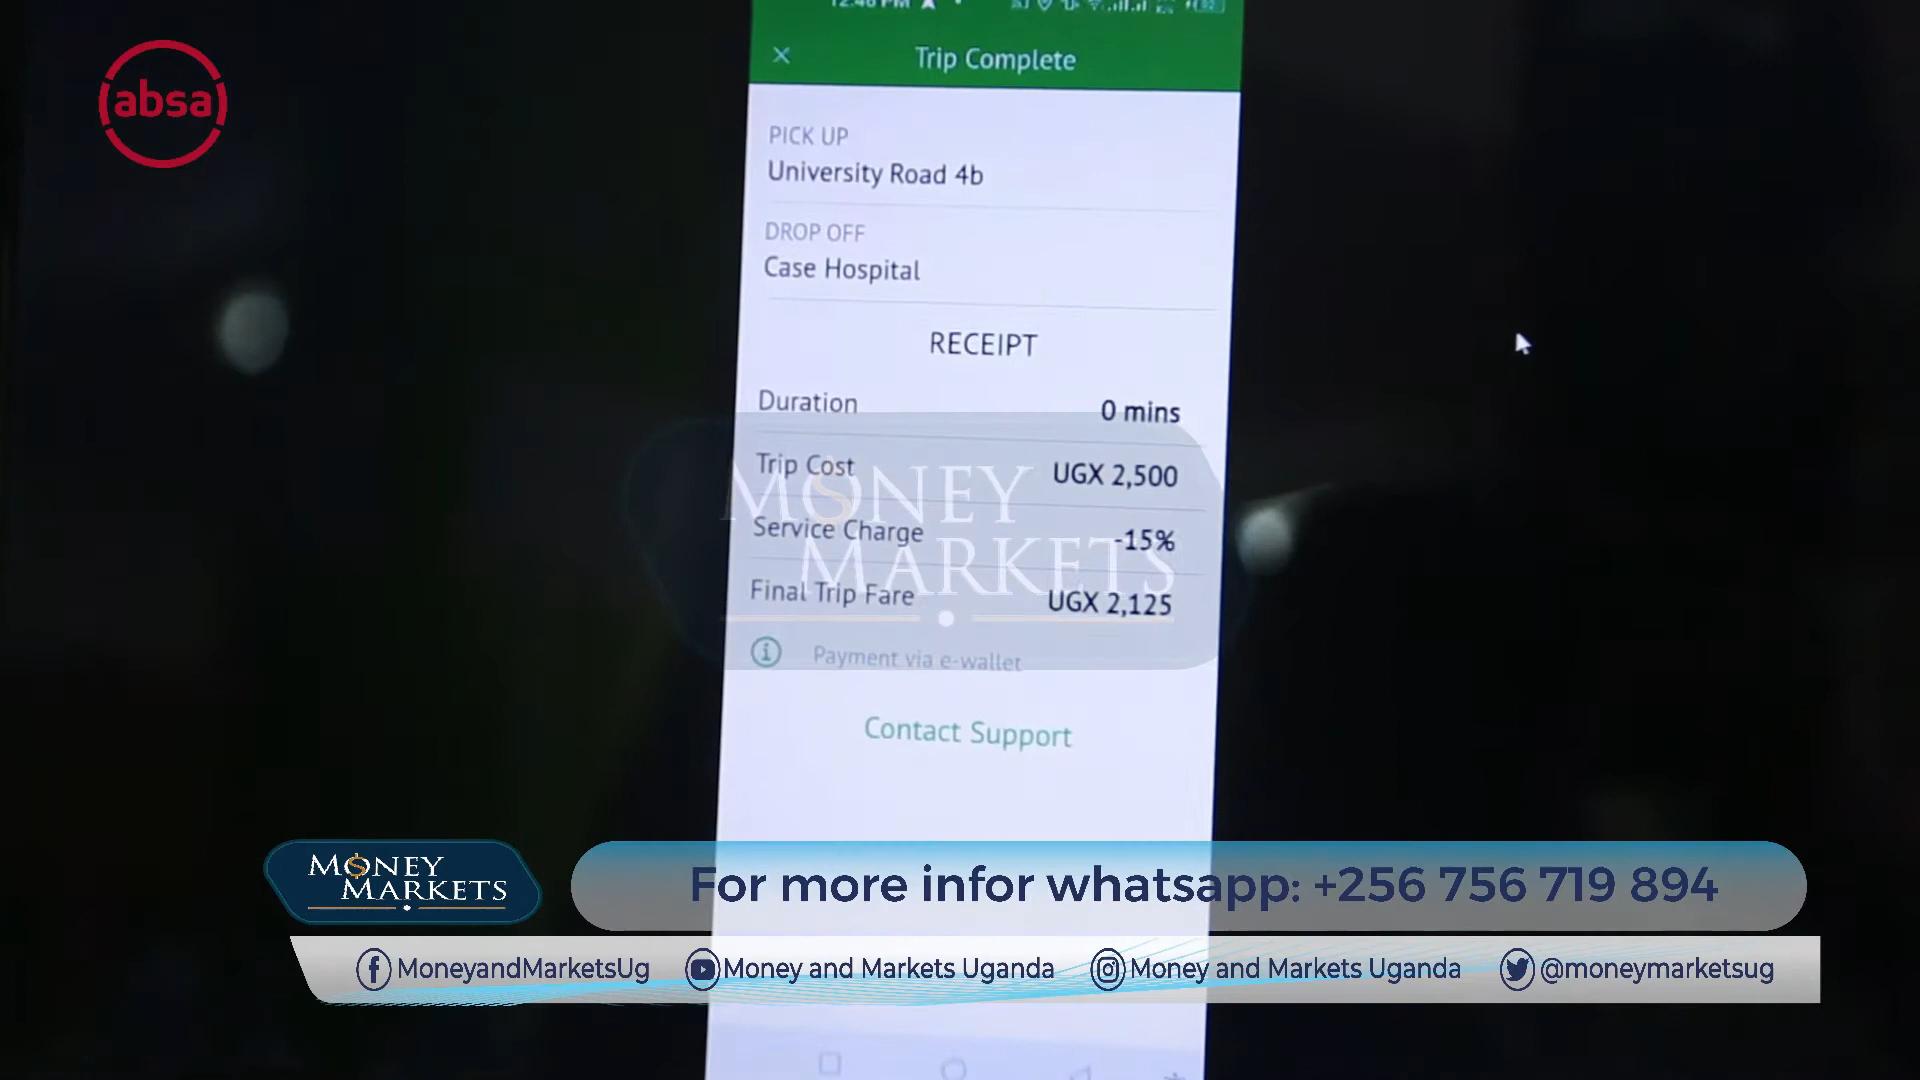 absa
Trip Complete
PICK UP
University Road 4b
DROP OFF
Case Hospital
RECEIPT
Duration 0 mins
Trip Cost UGX 2,500
Service Charge -15%
Final Trip Fare UGX 2,125
Payment via e-wallet
Contact Support
MONEY
MARKETS
MONEY
MARKETS
For more infor whatsapp: +256 756 719 894
MoneyandMarketsUg Money and Markets Uganda Money and Markets Uganda @moneymarketsug